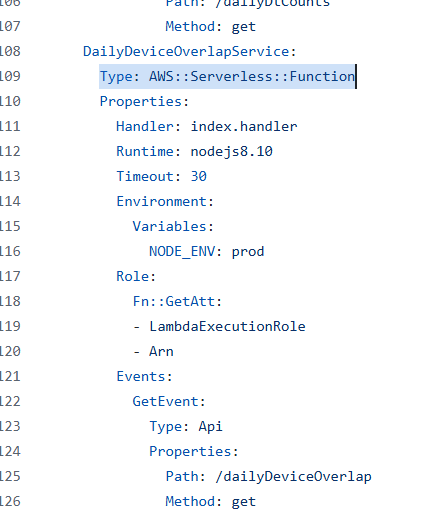 106 Path: /dailyDtCounts
107 Method: get
108 DailyDeviceOverlapService:
109 Type: AWS::Serverless::Function
110 Properties:
111 Handler: index.handler
112 Runtime: nodejs8.10
113 Timeout: 30
114 Environment:
115 Variables:
116 NODE_ENV: prod
117 Role:
118 Fn::GetAtt:
119 - LambdaExecutionRole
120 - Arn
121 Events:
122 GetEvent:
123 Type: Api
124 Properties:
125 Path: /dailyDeviceOverlap
126 Method: get